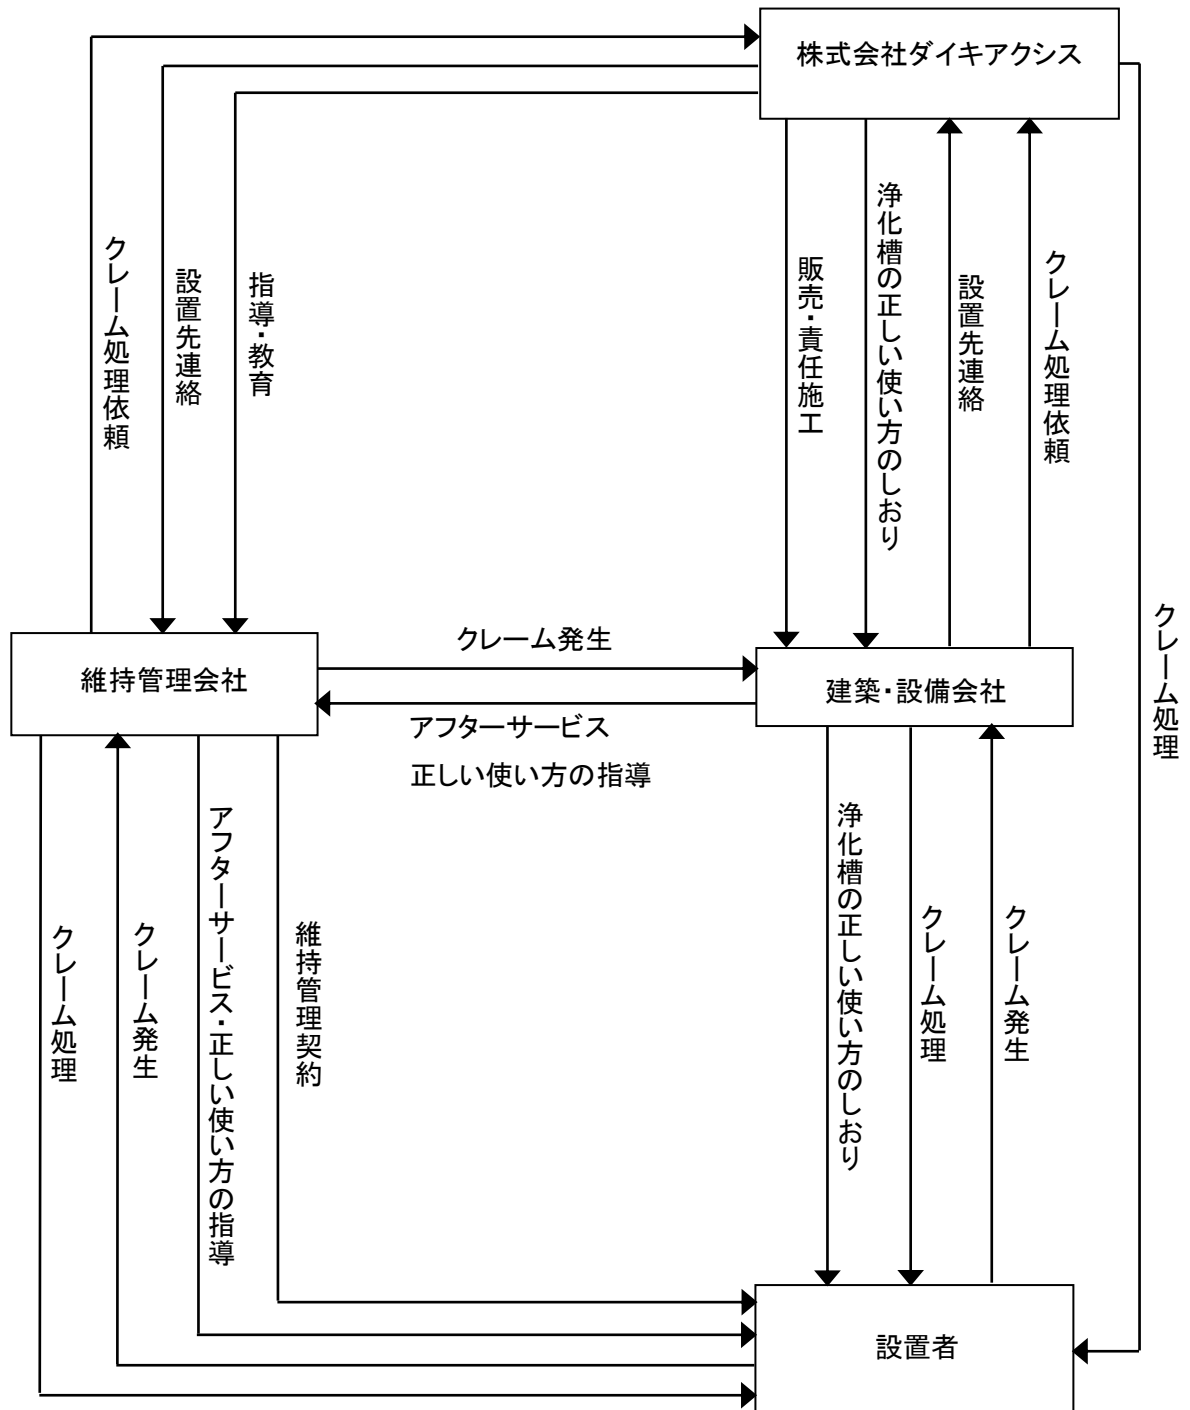 株式会社ダイキアクシス
クレーム処理依頼
設置先連絡
指導・教育
販売・責任施工
浄化槽の正しい使い方のしおり
設置先連絡
クレーム処理依頼
クレーム処理
維持管理会社
クレーム発生
アフターサービス
正しい使い方の指導
建築・設備会社
クレーム処理
クレーム発生
アフターサービス・正しい使い方の指導
維持管理契約
浄化槽の正しい使い方のしおり
クレーム処理
クレーム発生
設置者